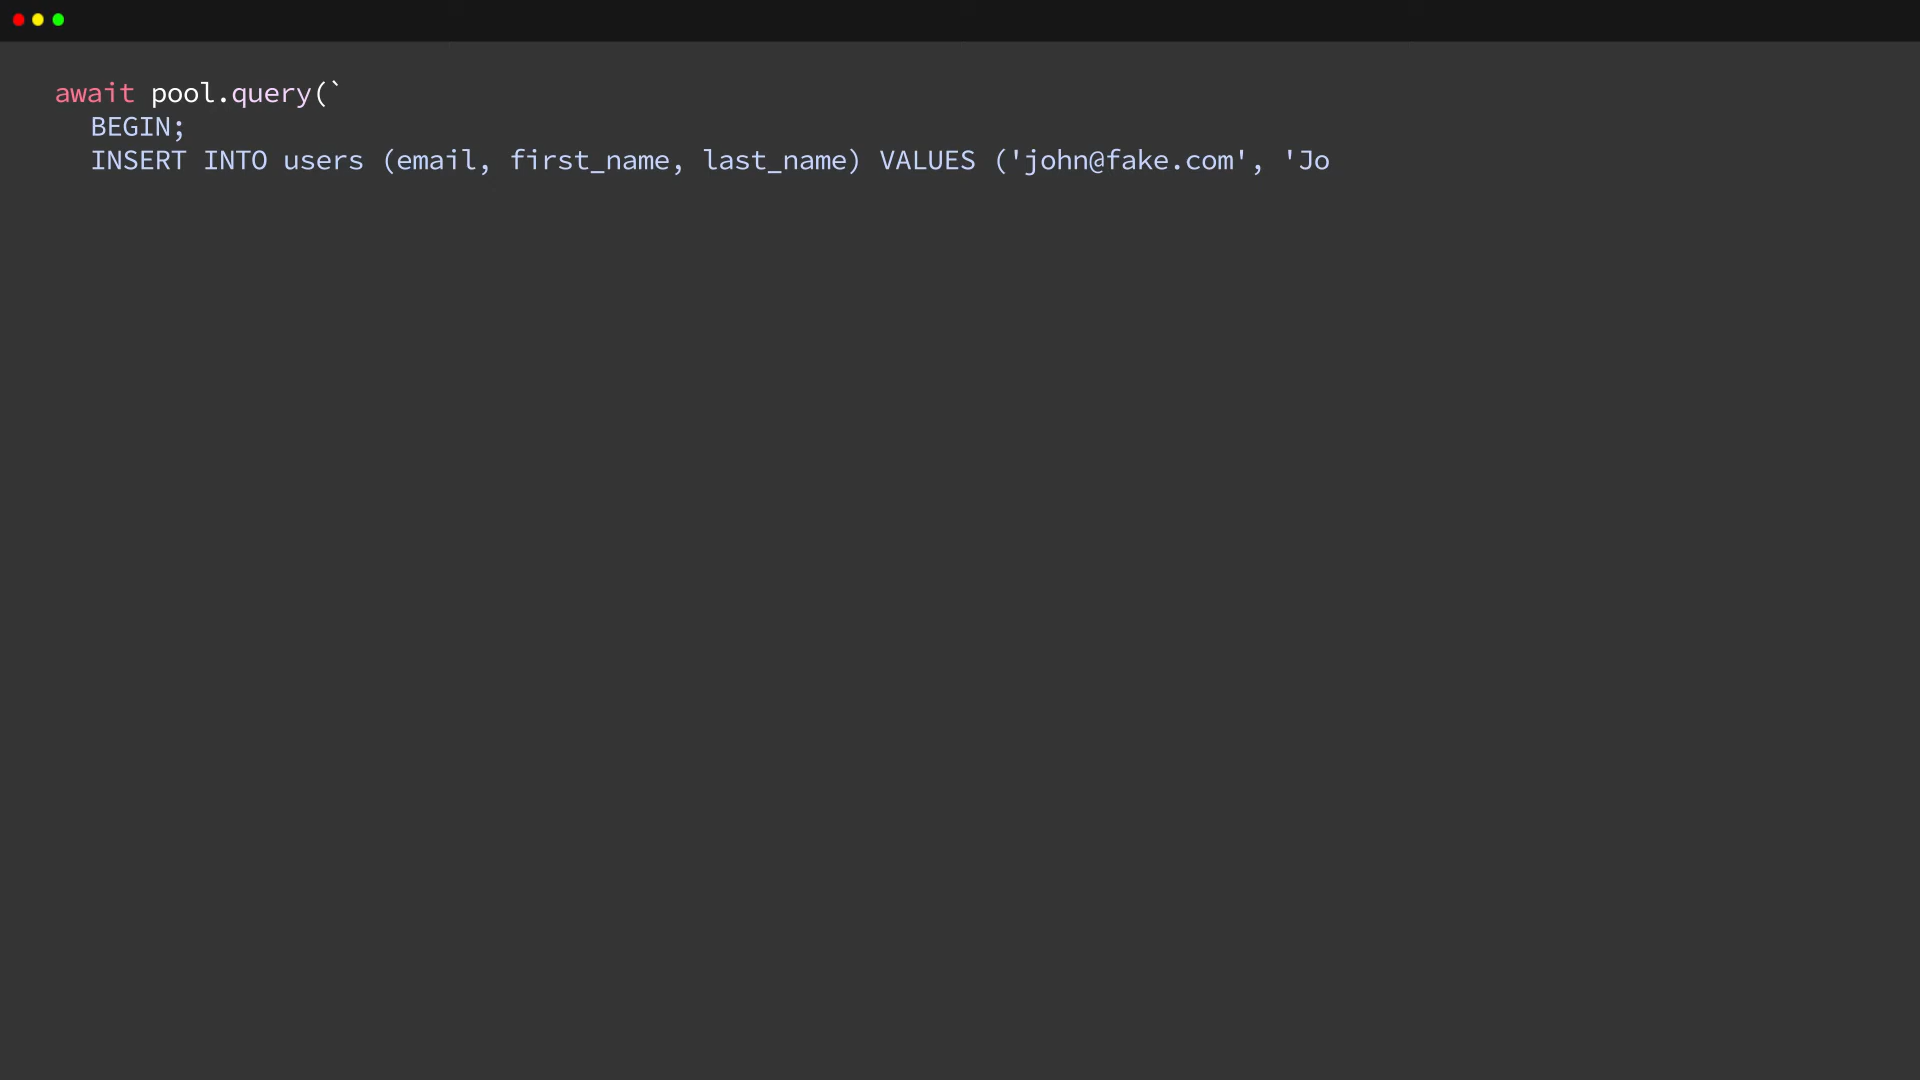 await pool.query(`
BEGIN;
INSERT INTO users (email, first_name, last_name) VALUES ('john@fake.com', 'Jo